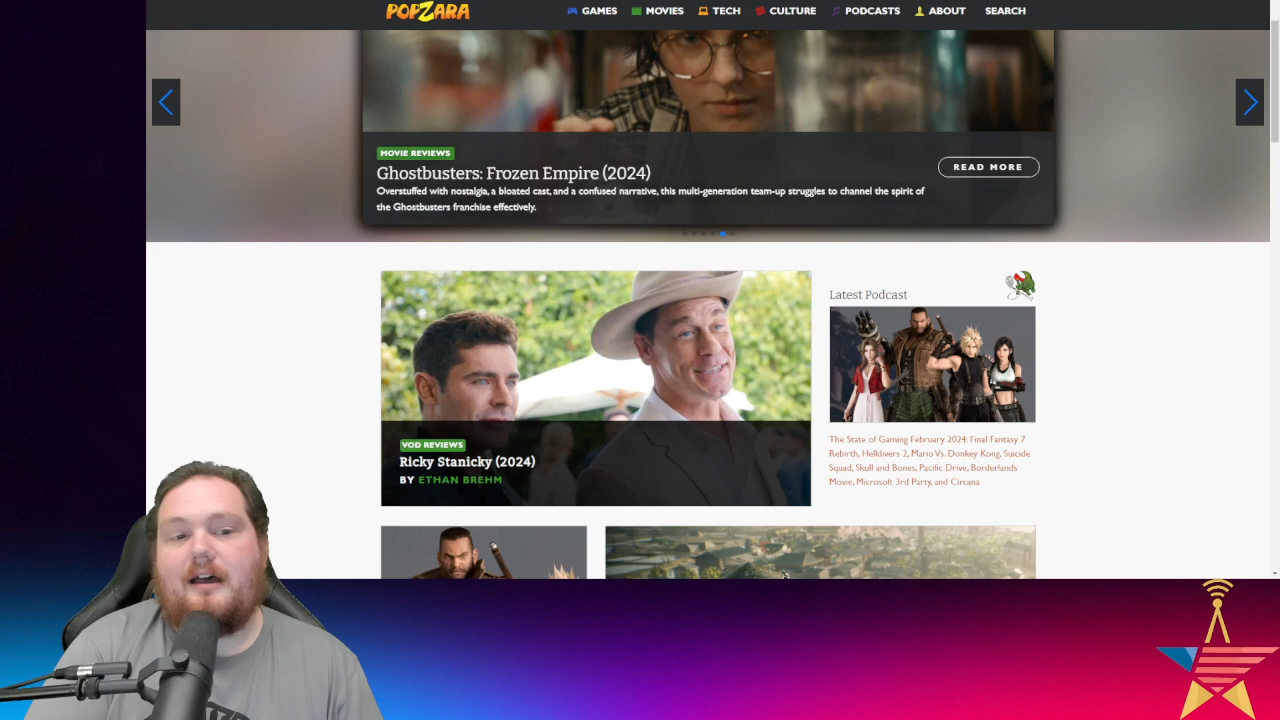 POPZARA
GAMES MOVIES TECH CULTURE PODCASTS ABOUT SEARCH
MOVIE REVIEWS
Ghostbusters: Frozen Empire (2024)
Overstuffed with nostalgia, a bloated cast, and a confused narrative, this multi-generation team-up struggles to channel the spirit of
the Ghostbusters franchise effectively.
READ MORE
VOD REVIEWS
Ricky Stanicky (2024)
BY ETHAN BREHM
Latest Podcast
The State of Gaming February 2024: Final Fantasy 7
Rebirth, Helldivers 2, Mario Vs. Donkey Kong, Suicide
Squad, Skull and Bones, Pacific Drive, Borderlands
Movie, Microsoft 3rd Party, and Circana